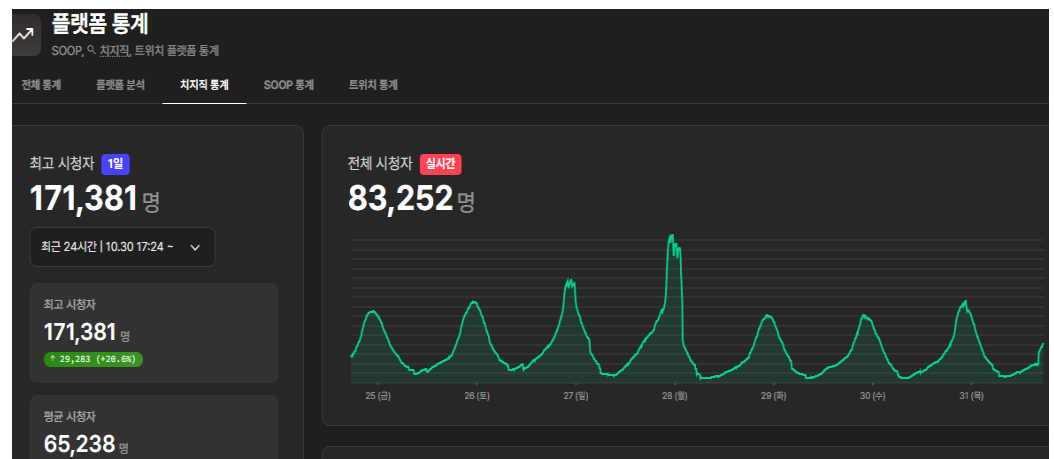 플랫폼 통계
SOOP, 치지직, 트위치 플랫폼 통계
전체 통계 플랫폼 분석 치지직 통계 SOOP 통계 트위치 통계
최고 시청자 1일
171,381 명
최근 24시간 | 10.30 17:24 ~
최고 시청자
171,381 명
↑ 29,283 (+20.6%)
평균 시청자
65,238 명
전체 시청자 실시간
83,252 명
25 (금) 26 (토) 27 (일) 28 (월) 29 (화) 30 (수) 31 (목)